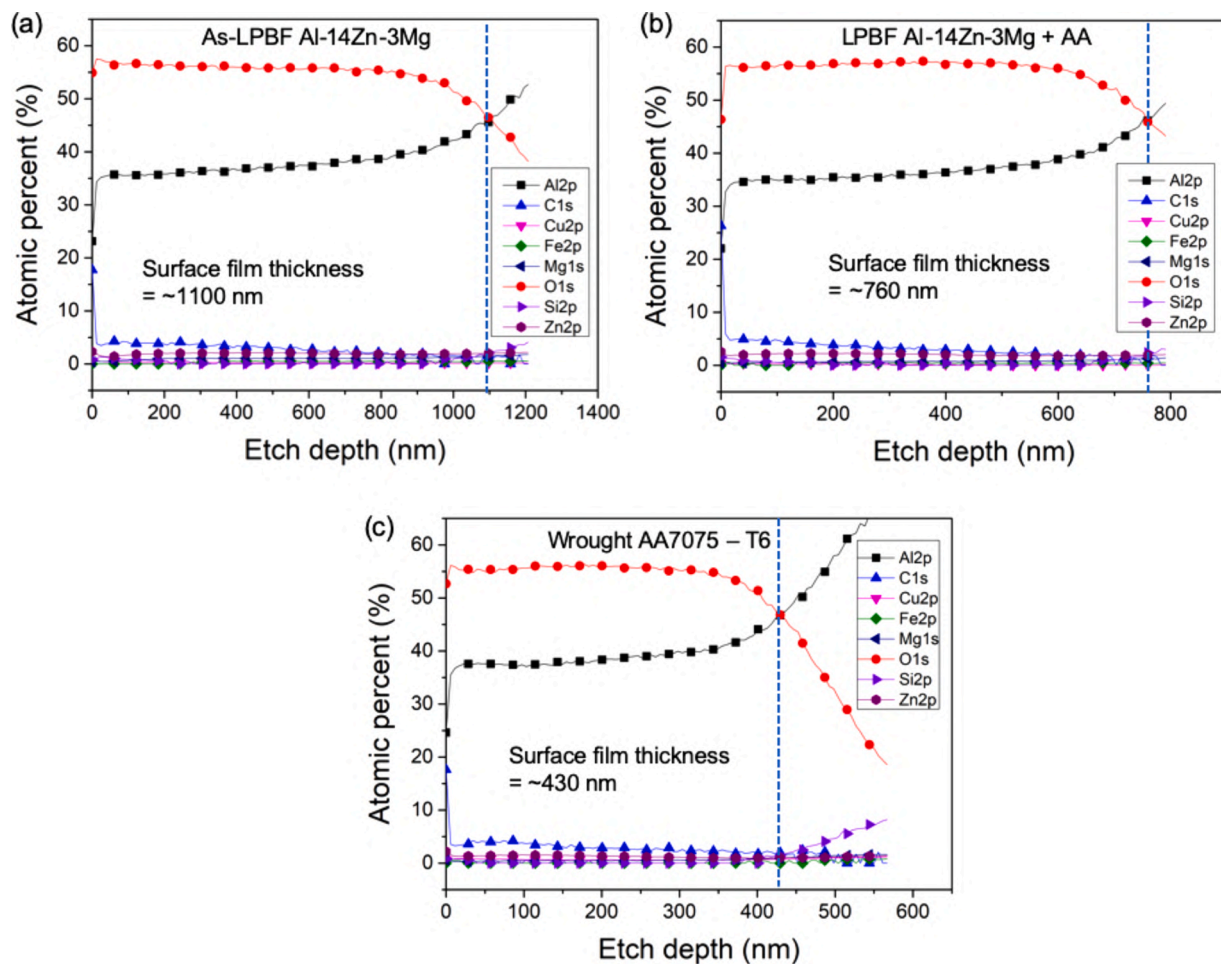 (a)
As-LPBF Al-14Zn-3Mg
Atomic percent (%)
60
50
40
30
20
10
0
Al2p
C1s
Cu2p
Fe2p
Mg1s
O1s
Si2p
Zn2p
Surface film thickness
= ~1100 nm
0 200 400 600 800 1000 1200 1400
Etch depth (nm)
(b)
LPBF Al-14Zn-3Mg + AA
Atomic percent (%)
60
50
40
30
20
10
0
Al2p
C1s
Cu2p
Fe2p
Mg1s
O1s
Si2p
Zn2p
Surface film thickness
= ~760 nm
0 200 400 600 800
Etch depth (nm)
(c)
Wrought AA7075 – T6
Atomic percent (%)
60
50
40
30
20
10
0
Al2p
C1s
Cu2p
Fe2p
Mg1s
O1s
Si2p
Zn2p
Surface film thickness
= ~430 nm
0 100 200 300 400 500 600
Etch depth (nm)